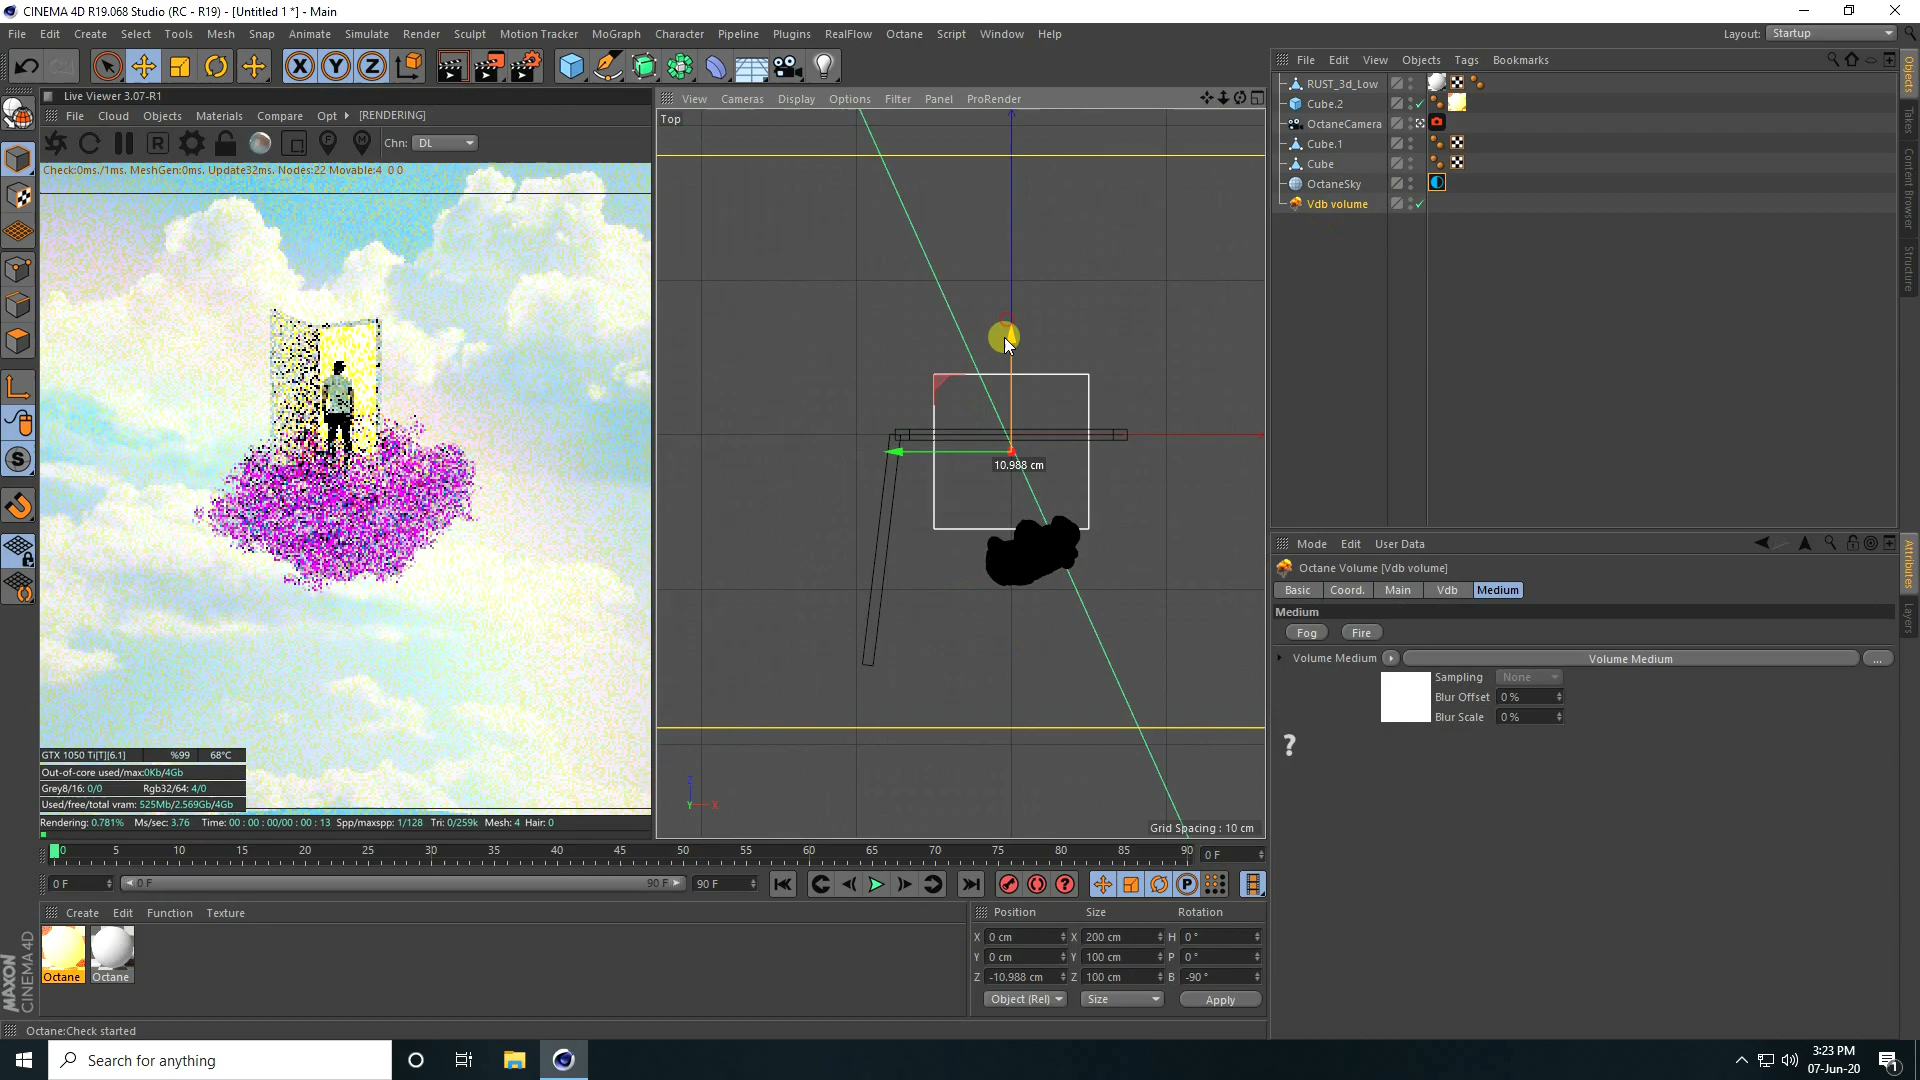 CINEMA 4D R19.068 Studio (RC - R19) - [Untitled 1 *] - Main
File Edit Create Select Tools Mesh Snap Animate Simulate Render Sculpt Motion Tracker MoGraph Character Pipeline Plugins RealFlow Octane Script Window Help
Layout: Startup
Live Viewer 3.07-R1
File Cloud Objects Materials Compare Opt [RENDERING]
Chn: DL
Check:0ms./1ms. MeshGen:0ms. Update32ms. Nodes:22 Movable:4 0 0
GTX 1050 Ti[T][6.1] %99 68°C
Out-of-core used/max:0Kb/4Gb
Grey8/16: 0/0 Rgb32/64: 4/0
Used/free/total vram: 525Mb/2.569Gb/4Gb
Rendering: 0.781% Ms/sec: 3.76 Time: 00 : 00 : 00/00 : 00 : 13 Spp/maxspp: 1/128 Tri: 0/259k Mesh: 4 Hair: 0
View Cameras Display Options Filter Panel ProRender
Top
10.988 cm
Z
Y X
Grid Spacing : 10 cm
File Edit View Objects Tags Bookmarks
RUST_3d_Low
Cube.2
OctaneCamera
Cube.1
Cube
OctaneSky
Vdb volume
Objects
Takes
Content Browser
Structure
Mode Edit User Data
Octane Volume [Vdb volume]
Basic Coord. Main Vdb Medium
Medium
Fog Fire
Volume Medium Volume Medium ...
Sampling None
Blur Offset 0 %
Blur Scale 0 %
?
Attributes
Layers
0 5 10 15 20 25 30 35 40 45 50 55 60 65 70 75 80 85 90
0 F
0 F 0 F 90 F 90 F
Create Edit Function Texture
Octane Octane
MAXON
CINEMA 4D
Position Size Rotation
X 0 cm X 200 cm H 0 °
Y 0 cm Y 100 cm P 0 °
Z -10.988 cm Z 100 cm B -90 °
Object (Rel) Size Apply
Octane:Check started
Search for anything
3:23 PM
07-Jun-20
1